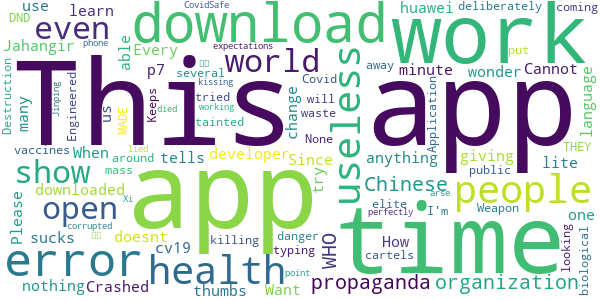 CovidSafe
DND use learn download huawei deliberately coming
even work
Jahangir Every able world minute wonder put
phone several kissing expectations Covid away Cannot
Destruction many Jinping Engineered us p7 tried This app
Keeps died working tainted will waste None change useless Application language
vaccines When around tells developer Since anything giving THEY
MADE lied try lite public
show mass app Chinese people
Please downloaded doesnt elite I'm Weapon one
Xi arse perfectly looking
open sucks cv19 killing danger typing WHO How cartels time biological
corrupted
error health propaganda organization
nothing Crashed thumbs Want point